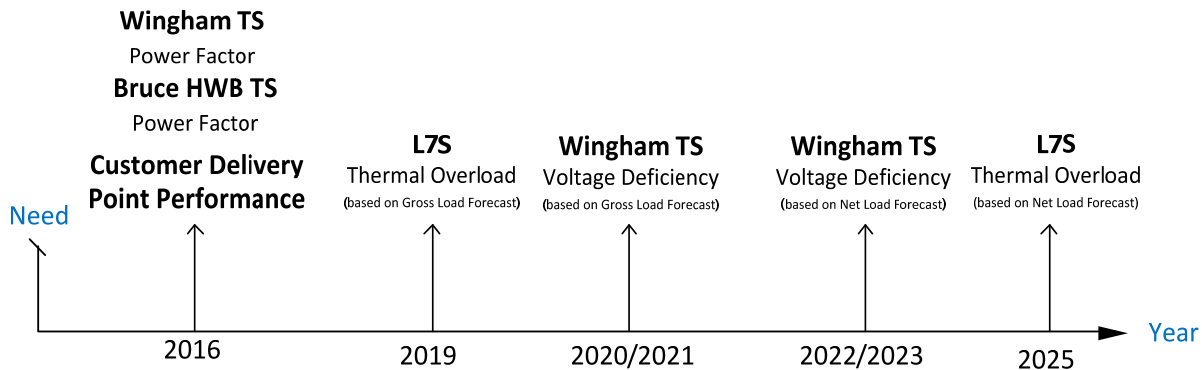 Wingham TS
Power Factor
Bruce HWB TS
Power Factor
Customer Delivery
Point Performance
L7S
Thermal Overload
(based on Gross Load Forecast)
Wingham TS
Voltage Deficiency
(based on Gross Load Forecast)
Wingham TS
Voltage Deficiency
(based on Net Load Forecast)
L7S
Thermal Overload
(based on Net Load Forecast)
Need
2016
2019
2020/2021
2022/2023
2025
Year